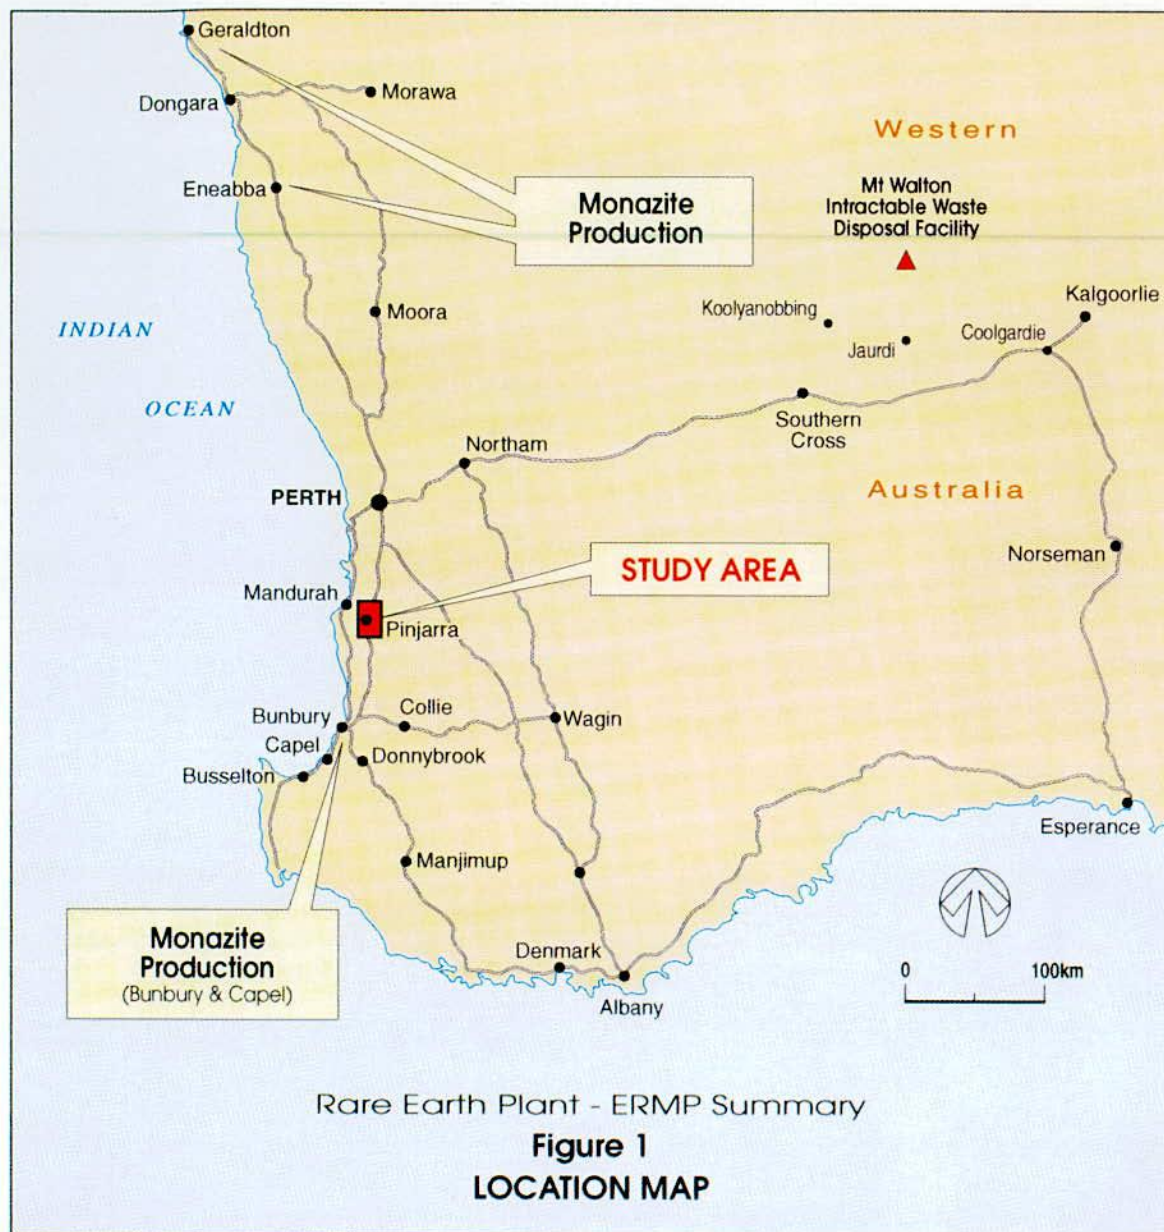 Geraldton
Morawa
Dongara
Western
Eneabba
Monazite
Production
Mt Walton
Intractable Waste
Disposal Facility
Kalgoorlie
Koolyanobbing
Moora
INDIAN
Coolgardie
Jaurdi
OCEAN
Southern
Cross
Northam
PERTH
Australia
Norseman
STUDY AREA
Mandurah
Pinjarra
Collie
Bunbury
Wagin
Capel
Donnybrook
Busselton
Esperance
Manjimup
Monazite
Production
(Bunbury & Capel)
Denmark
0 100km
Albany
Rare Earth Plant - ERMP Summary
Figure 1
LOCATION MAP